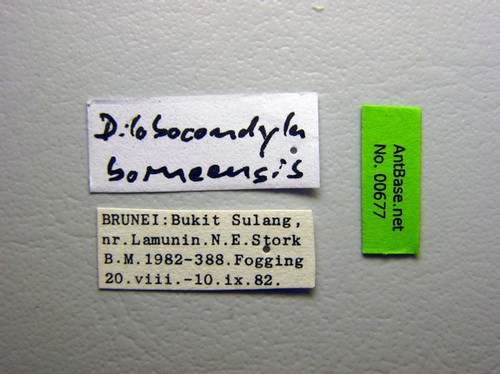 Dilobocondyla
borneensis
BRUNEI:Bukit Sulang,
nr.Lamunin.N.E.Stork
B.M.1982-388.Fogging
20.viii.-10.ix.82.
AntBase.net
No. 00677